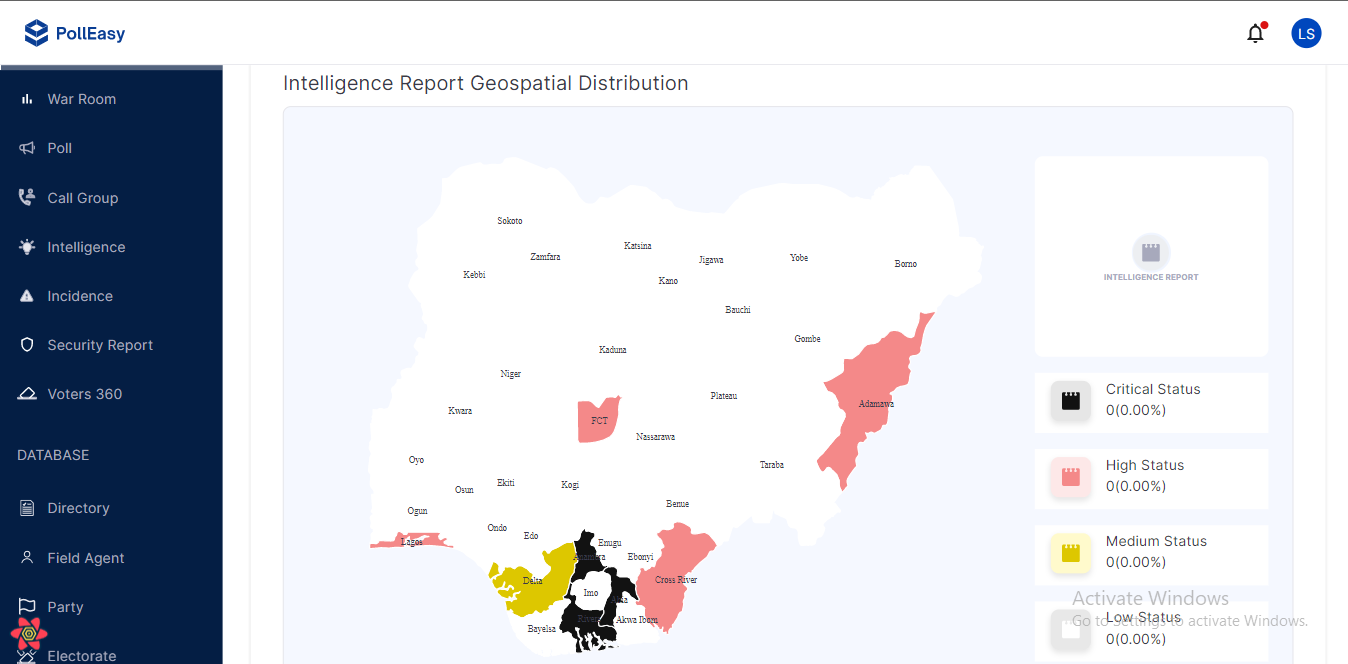 PollEasy
LS
War Room
Poll
Call Group
Intelligence
Incidence
Security Report
Voters 360
DATABASE
Directory
Field Agent
Party
Electorate
Intelligence Report Geospatial Distribution
Sokoto
Zamfara
Katsina
Jigawa
Yobe
Borno
Kebbi
Kano
Bauchi
Gombe
Kaduna
Niger
Plateau
Adamawa
Kwara
FCT
Nassarawa
Oyo
Taraba
Osun
Ekiti
Kogi
Benue
Ogun
Ondo
Edo
Lagos
Enugu
Anambra
Ebonyi
Delta
Cross River
Imo
Abia
Rivers
Akwa Ibom
Bayelsa
INTELLIGENCE REPORT
Critical Status
0(0.00%)
High Status
0(0.00%)
Medium Status
0(0.00%)
Low Status
0(0.00%)
Activate Windows
Go to Settings to activate Windows.